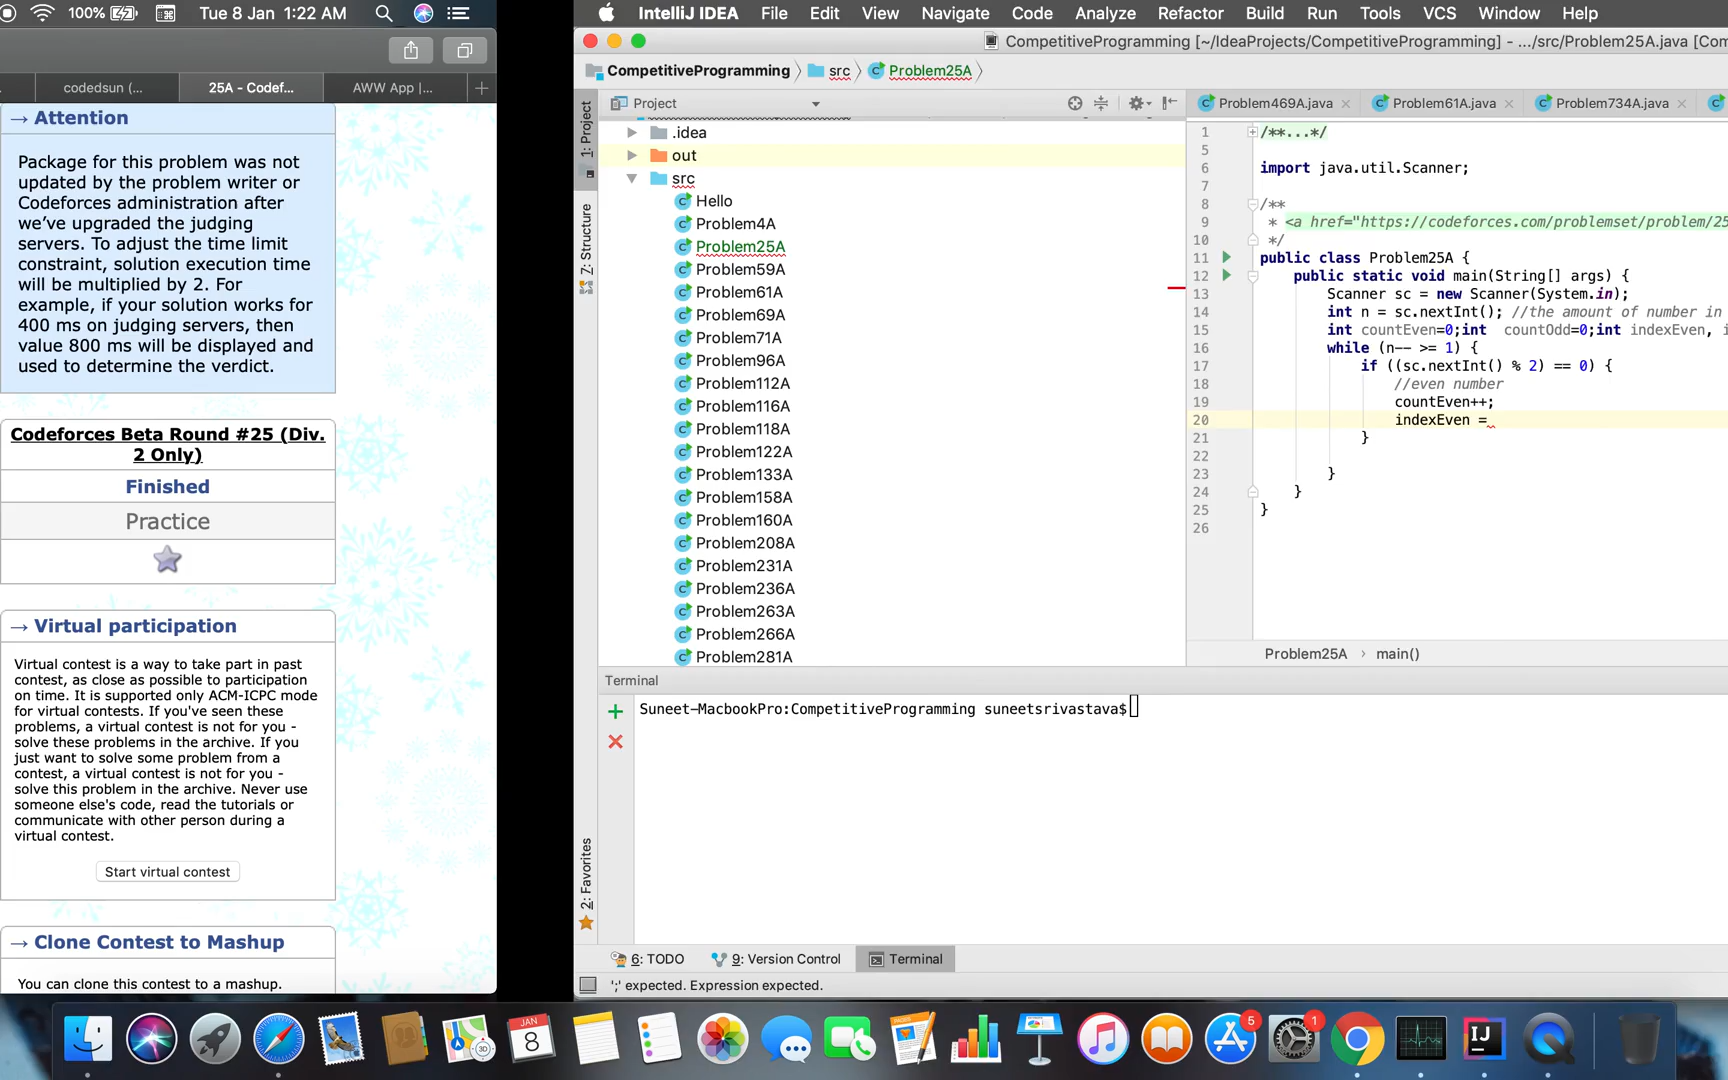 100%
Tue 8 Jan 1:22 AM
codedsun (...
25A - Codef...
AWW App |...
→ Attention
Package for this problem was not
updated by the problem writer or
Codeforces administration after
we've upgraded the judging
servers. To adjust the time limit
constraint, solution execution time
will be multiplied by 2. For
example, if your solution works for
400 ms on judging servers, then
value 800 ms will be displayed and
used to determine the verdict.
Codeforces Beta Round #25 (Div.
2 Only)
Finished
Practice
→ Virtual participation
Virtual contest is a way to take part in past
contest, as close as possible to participation
on time. It is supported only ACM-ICPC mode
for virtual contests. If you've seen these
problems, a virtual contest is not for you -
solve these problems in the archive. If you
just want to solve some problem from a
contest, a virtual contest is not for you -
solve this problem in the archive. Never use
someone else's code, read the tutorials or
communicate with other person during a
virtual contest.
Start virtual contest
→ Clone Contest to Mashup
You can clone this contest to a mashup.
IntelliJ IDEA File Edit View Navigate Code Analyze Refactor Build Run Tools VCS Window Help
CompetitiveProgramming [~/IdeaProjects/CompetitiveProgramming] - .../src/Problem25A.java [Com
CompetitiveProgramming src Problem25A
Project
Problem469A.java
Problem61A.java
Problem734A.java
1: Project
7: Structure
2: Favorites
.idea
out
src
Hello
Problem4A
Problem25A
Problem59A
Problem61A
Problem69A
Problem71A
Problem96A
Problem112A
Problem116A
Problem118A
Problem122A
Problem133A
Problem158A
Problem160A
Problem208A
Problem231A
Problem236A
Problem263A
Problem266A
Problem281A
1 /**...*/
5
6 import java.util.Scanner;
7
8 /**
9 * <a href="https://codeforces.com/problemset/problem/25
10 */
11 public class Problem25A {
12 public static void main(String[] args) {
13 Scanner sc = new Scanner(System.in);
14 int n = sc.nextInt(); //the amount of number in
15 int countEven=0;int countOdd=0;int indexEven, i
16 while (n-- >= 1) {
17 if ((sc.nextInt() % 2) == 0) {
18 //even number
19 countEven++;
20 indexEven =
21 }
22
23 }
24 }
25 }
26
Problem25A › main()
Terminal
Suneet-MacbookPro:CompetitiveProgramming suneetsrivastava$
6: TODO
9: Version Control
Terminal
';' expected. Expression expected.
JAN
8
3D
5
1
IJ